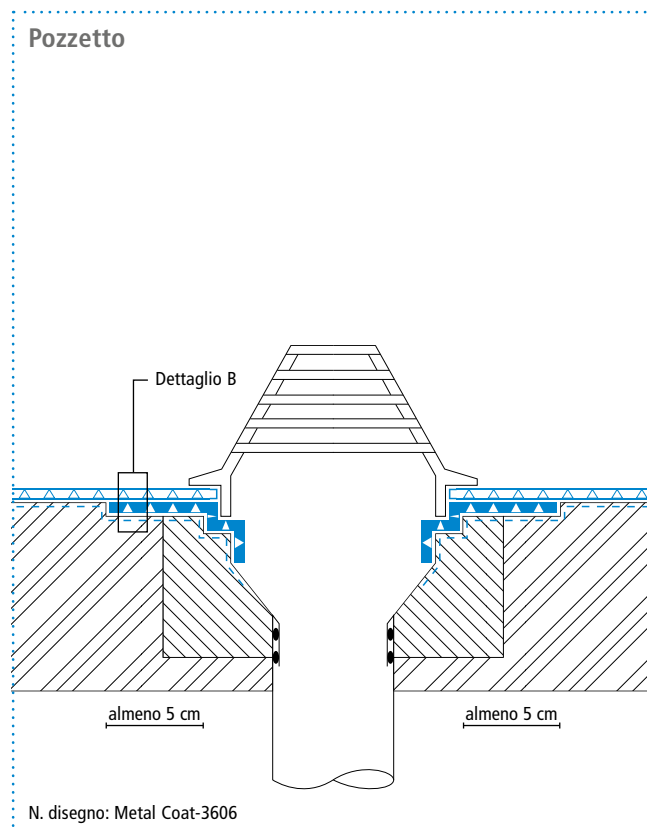 Pozzetto
Dettaglio B
almeno 5 cm
almeno 5 cm
N. disegno: Metal Coat-3606